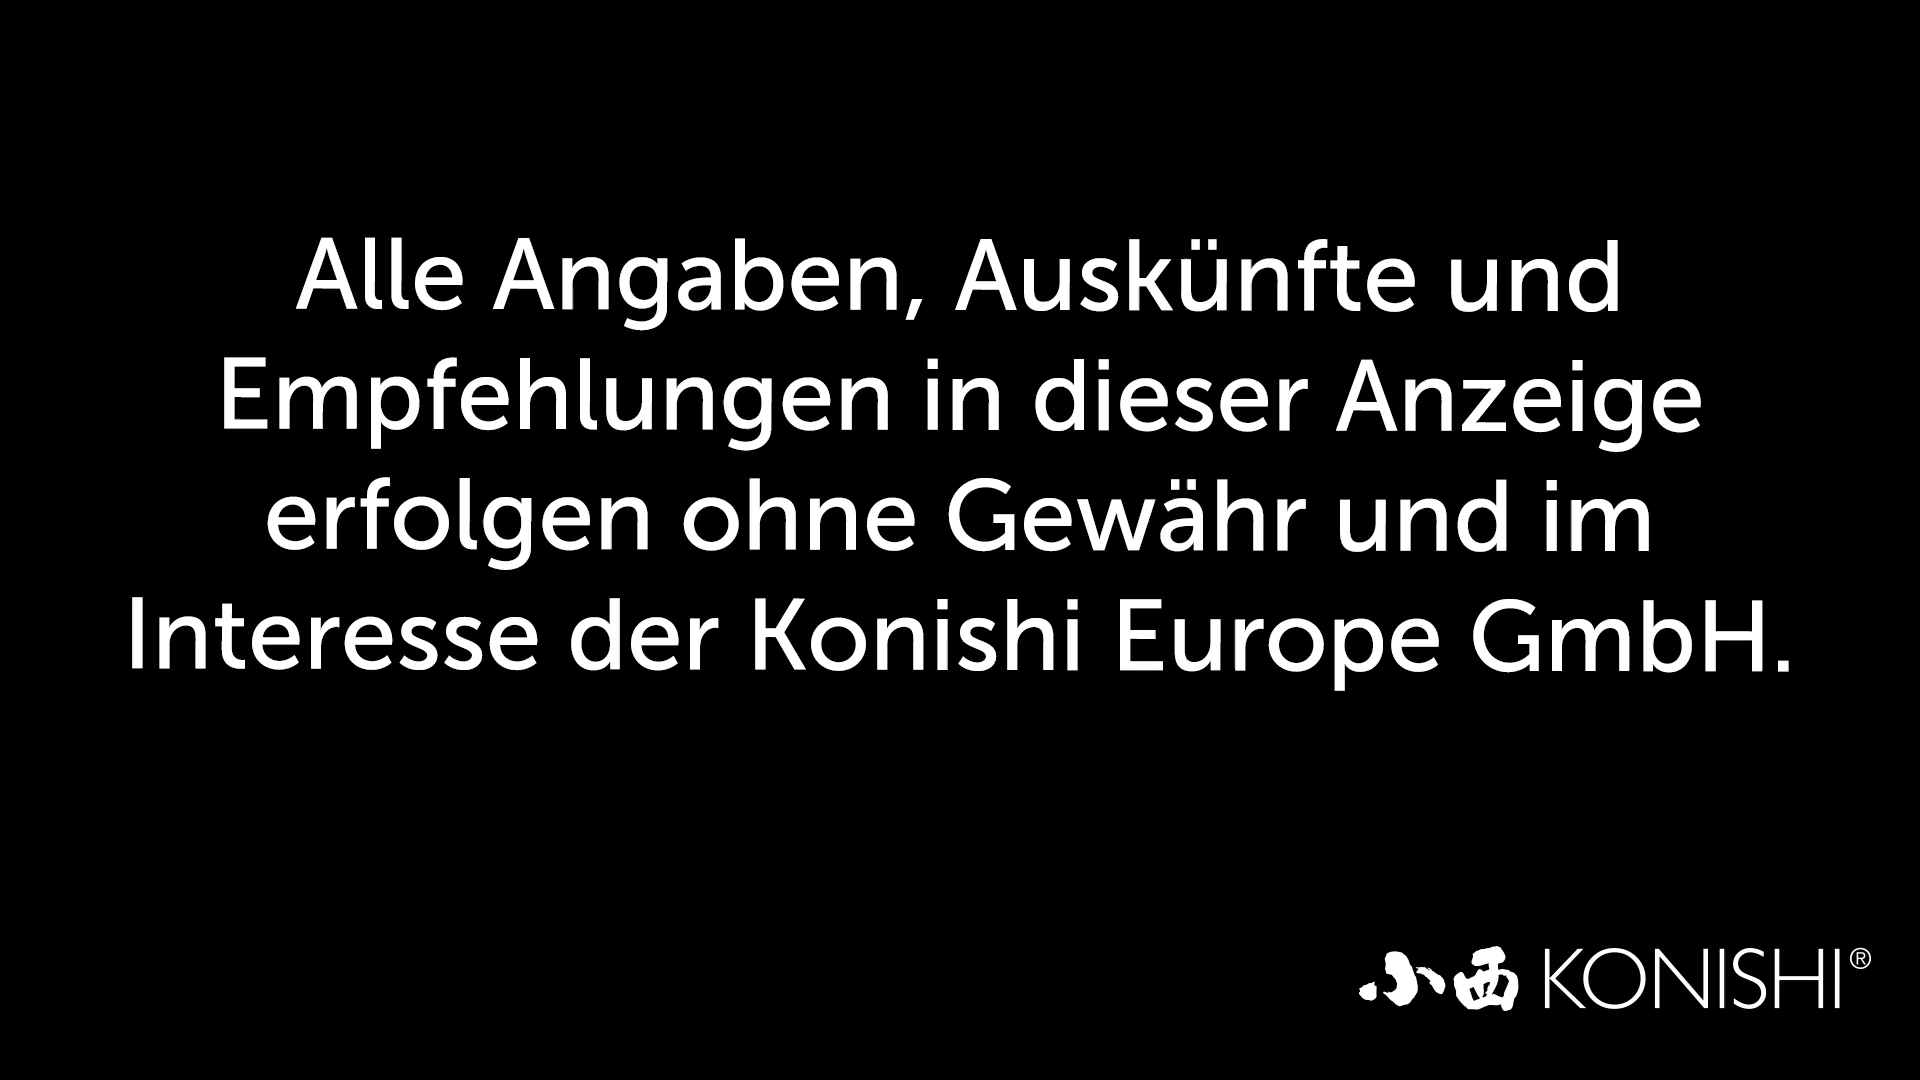 Alle Angaben, Auskünfte und
Empfehlungen in dieser Anzeige
erfolgen ohne Gewähr und im
Interesse der Konishi Europe GmbH.
小西 KONISHI®